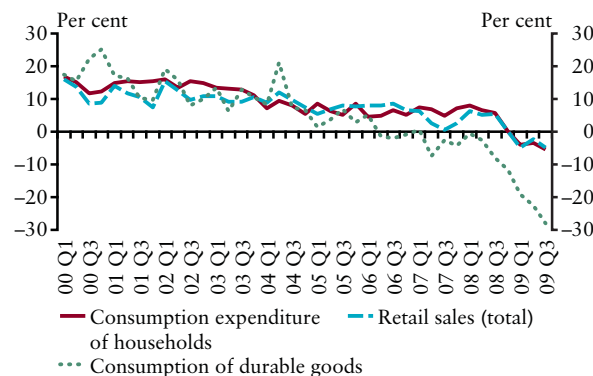 Per cent Per cent
30 30
20 20
10 10
0 0
−10 −10
−20 −20
−30 −30
00 Q1
00 Q3
01 Q1
01 Q3
02 Q1
02 Q3
03 Q1
03 Q3
04 Q1
04 Q3
05 Q1
05 Q3
06 Q1
06 Q3
07 Q1
07 Q3
08 Q1
08 Q3
09 Q1
09 Q3
Consumption expenditure
of households
Retail sales (total)
Consumption of durable goods